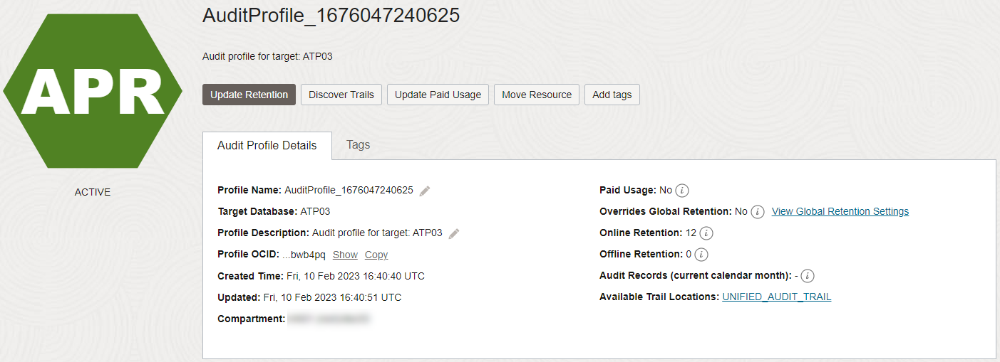 AuditProfile_1676047240625
Audit profile for target: ATP03
APR
ACTIVE
Update Retention Discover Trails Update Paid Usage Move Resource Add tags
Audit Profile Details Tags
Profile Name: AuditProfile_1676047240625
Target Database: ATP03
Profile Description: Audit profile for target: ATP03
Profile OCID: ...bwb4pq Show Copy
Created Time: Fri, 10 Feb 2023 16:40:40 UTC
Updated: Fri, 10 Feb 2023 16:40:51 UTC
Compartment:
Paid Usage: No
Overrides Global Retention: No View Global Retention Settings
Online Retention: 12
Offline Retention: 0
Audit Records (current calendar month): -
Available Trail Locations: UNIFIED_AUDIT_TRAIL